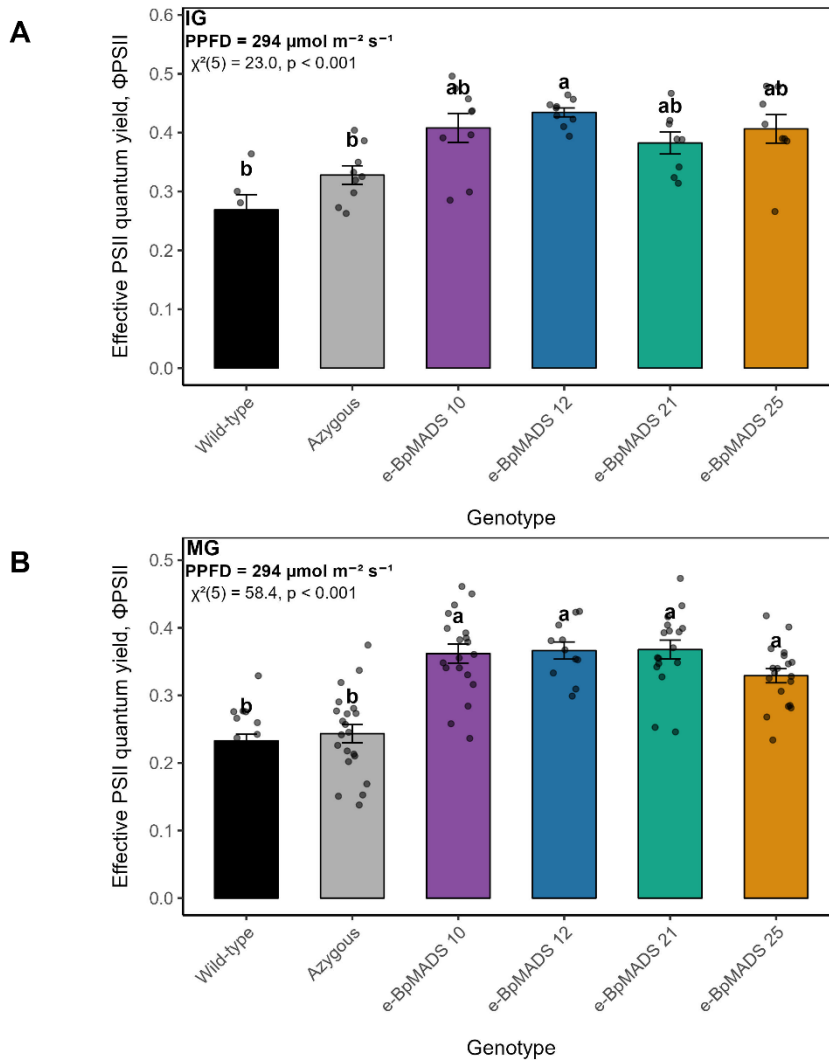 A
IG
PPFD = 294 µmol m⁻² s⁻¹
χ²(5) = 23.0, p < 0.001
Effective PSII quantum yield, ΦPSII
0.6
0.5
0.4
0.3
0.2
0.1
0.0
b
b
ab
a
ab
ab
Wild-type
Azygous
e-BpMADS 10
e-BpMADS 12
e-BpMADS 21
e-BpMADS 25
Genotype
B
MG
PPFD = 294 µmol m⁻² s⁻¹
χ²(5) = 58.4, p < 0.001
Effective PSII quantum yield, ΦPSII
0.5
0.4
0.3
0.2
0.1
0.0
b
b
a
a
a
a
Wild-type
Azygous
e-BpMADS 10
e-BpMADS 12
e-BpMADS 21
e-BpMADS 25
Genotype